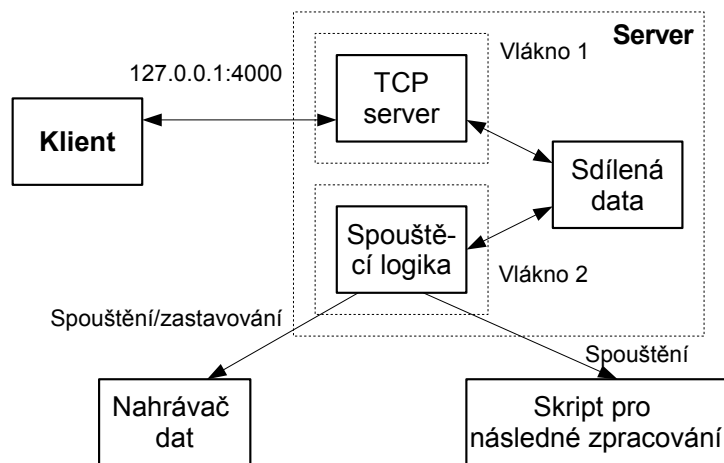 Server
Vlákno 1
127.0.0.1:4000
TCP
server
Klient
Sdílená
data
Spouště-
cí logika
Vlákno 2
Spouštění/zastavování
Spouštění
Nahrávač
dat
Skript pro
následné zpracování